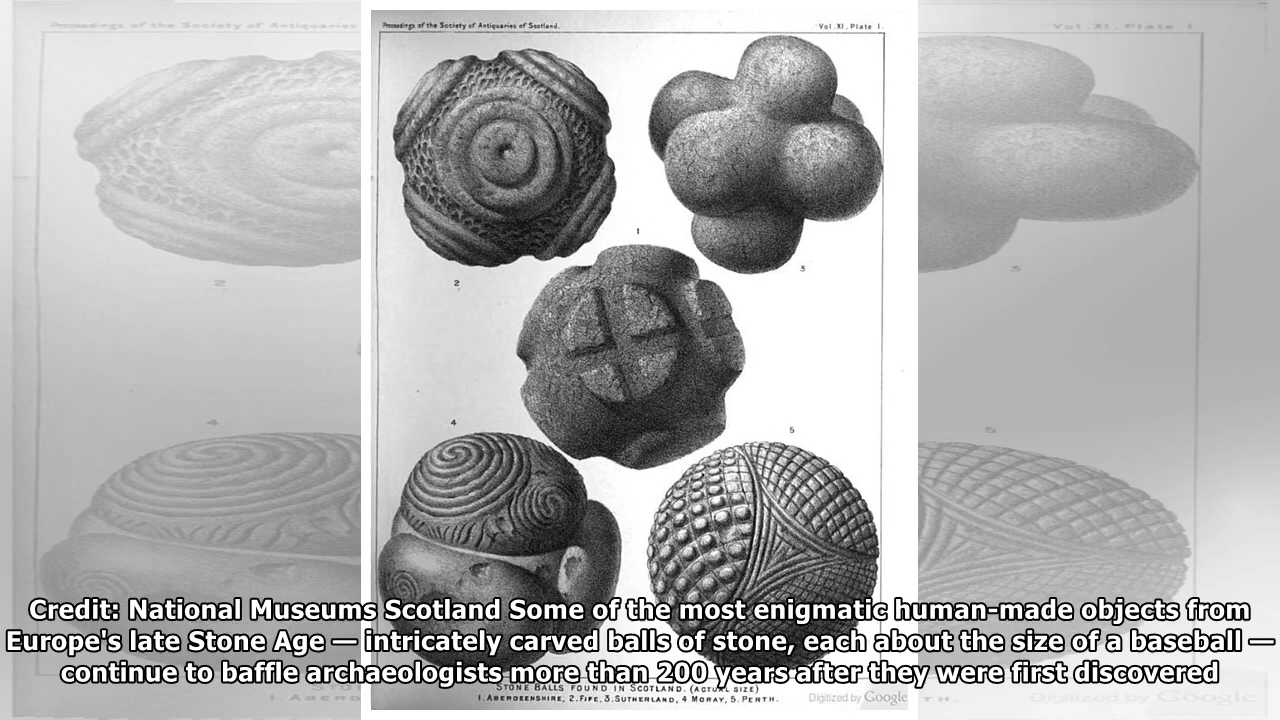 Proceedings of the Society of Antiquaries of Scotland.
Vol. XI. Plate 1.
1
2
3
4
5
Credit: National Museums Scotland Some of the most enigmatic human-made objects from
Europe's late Stone Age — intricately carved balls of stone, each about the size of a baseball —
continue to baffle archaeologists more than 200 years after they were first discovered
STONE BALLS FOUND IN SCOTLAND. (ACTUAL SIZE)
1. ABERDEENSHIRE, 2. FIFE, 3. SUTHERLAND, 4 MORAY, 5. PERTH.
Digitized by Google